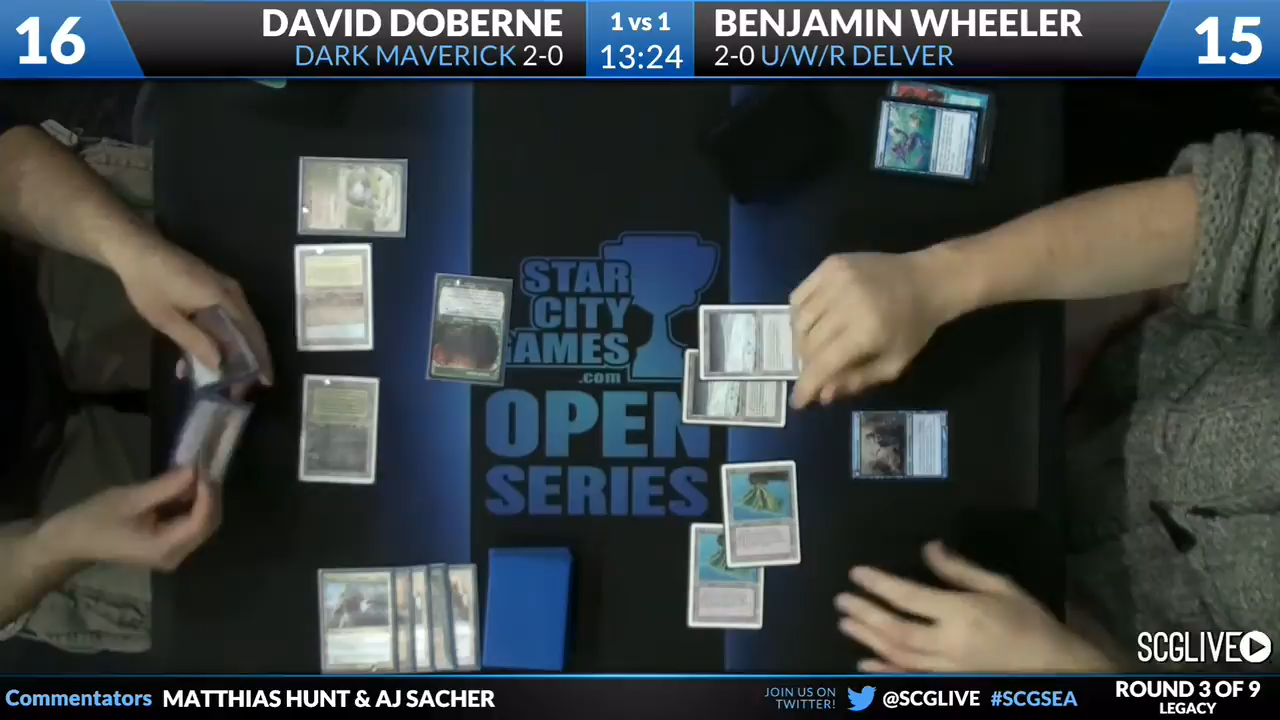 16
DAVID DOBERNE
DARK MAVERICK 2-0
1 vs 1
13:24
BENJAMIN WHEELER
2-0 U/W/R DELVER
15
STAR
CITY
GAMES
.com
OPEN
SERIES
SCGLIVE
Commentators MATTHIAS HUNT & AJ SACHER
JOIN US ON
TWITTER!
@SCGLIVE #SCGSEA
ROUND 3 OF 9
LEGACY